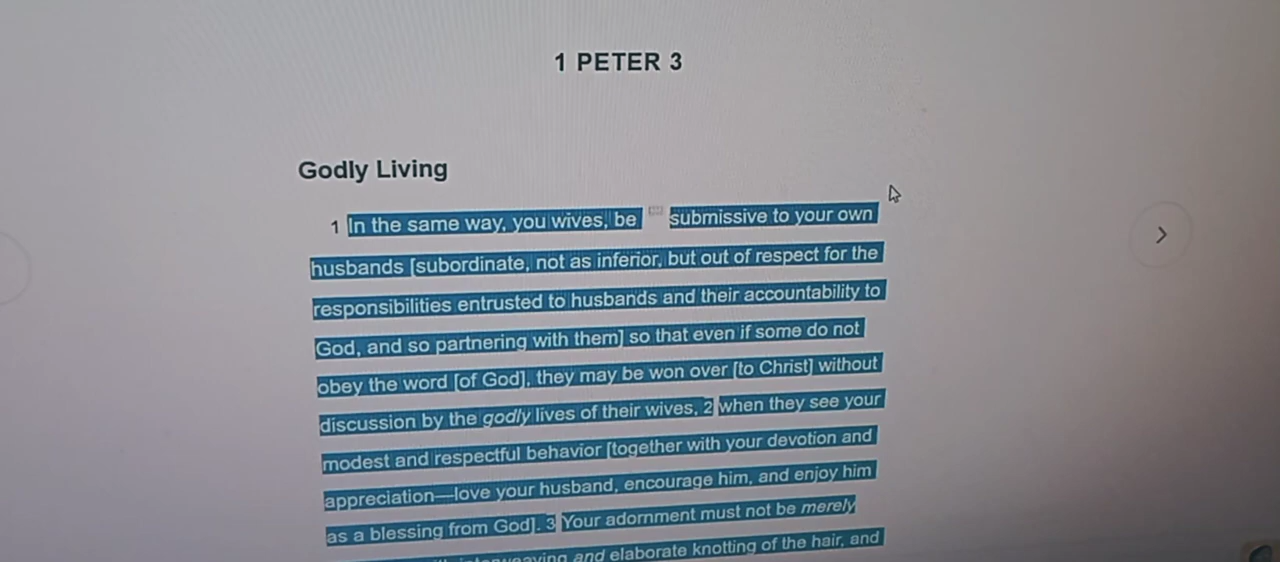 1 PETER 3
Godly Living
1 In the same way, you wives, be submissive to your own
husbands [subordinate, not as inferior, but out of respect for the
responsibilities entrusted to husbands and their accountability to
God, and so partnering with them] so that even if some do not
obey the word [of God], they may be won over [to Christ] without
discussion by the godly lives of their wives, 2 when they see your
modest and respectful behavior [together with your devotion and
appreciation—love your husband, encourage him, and enjoy him
as a blessing from God]. 3 Your adornment must not be merely
interweaving and elaborate knotting of the hair, and